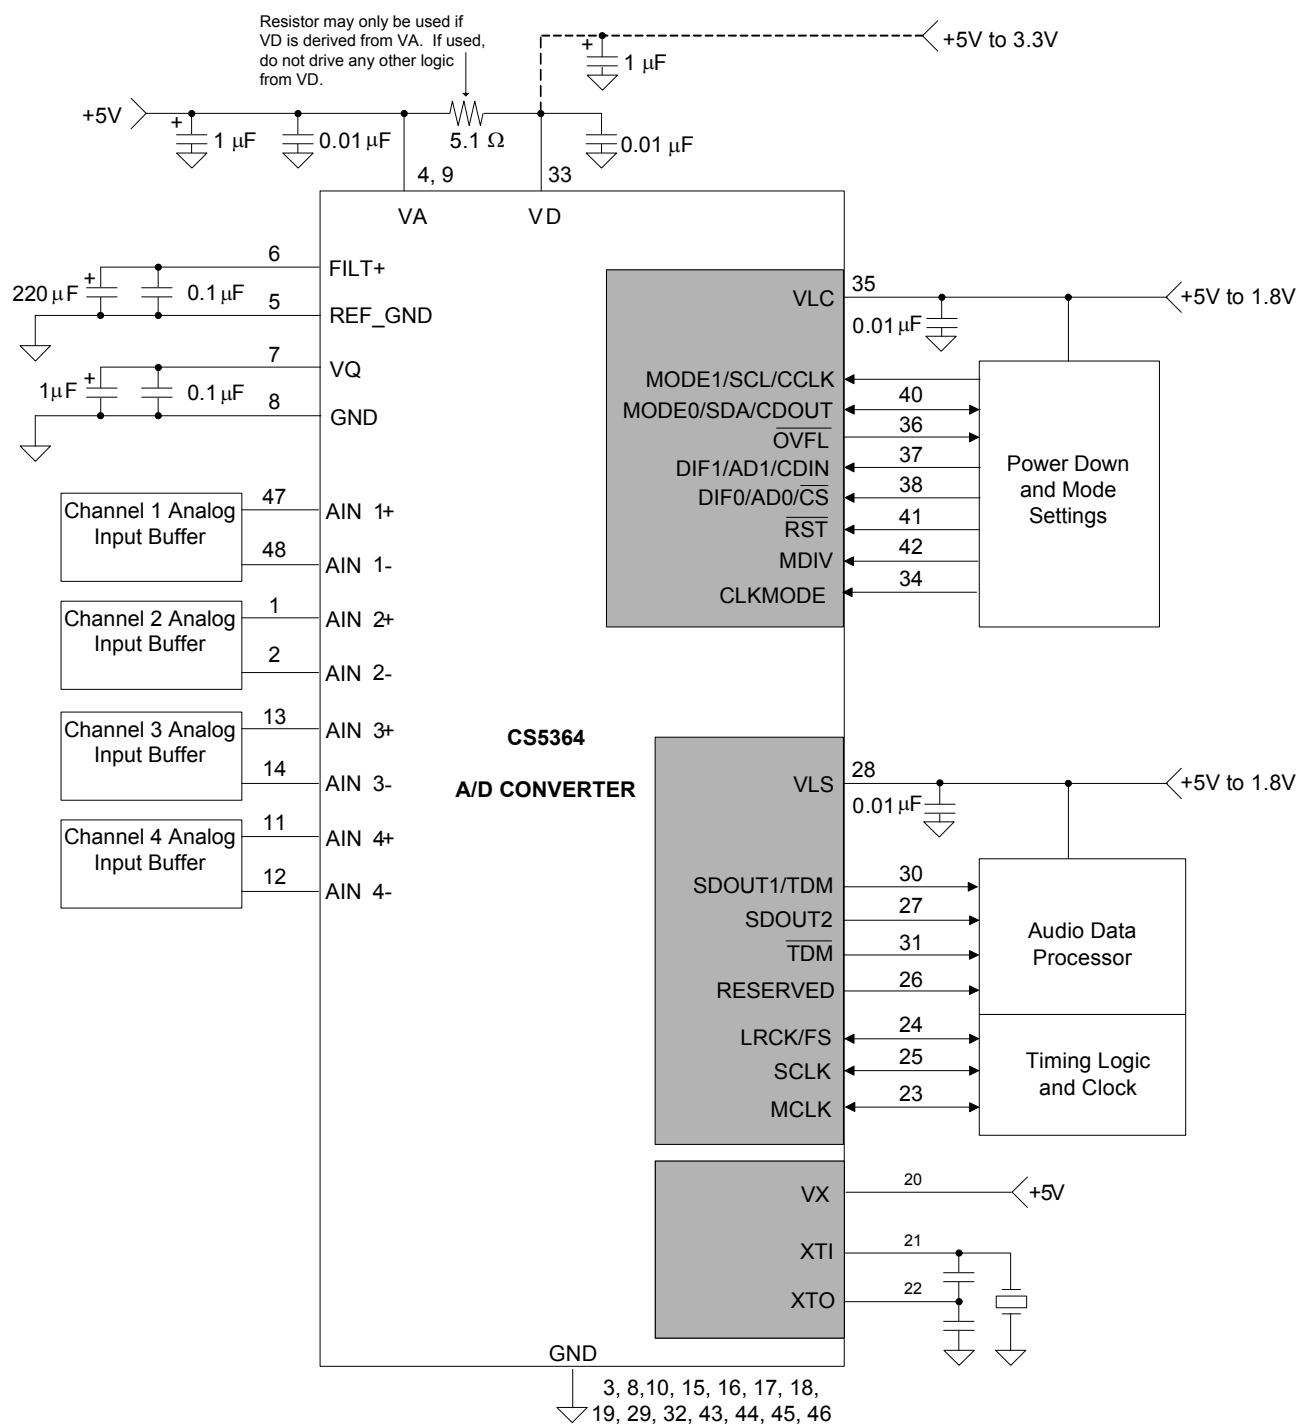 Resistor may only be used if
VD is derived from VA. If used,
do not drive any other logic
from VD.
+5V to 3.3V
+
1 µF
+5V
+
1 µF
0.01 µF
5.1 Ω
0.01 µF
4, 9
33
VA
VD
6
FILT+
220 µF
+
0.1 µF
5
REF_GND
7
VQ
1µF
+
0.1 µF
8
GND
Channel 1 Analog
Input Buffer
47
AIN 1+
48
AIN 1-
Channel 2 Analog
Input Buffer
1
AIN 2+
2
AIN 2-
Channel 3 Analog
Input Buffer
13
AIN 3+
14
AIN 3-
Channel 4 Analog
Input Buffer
11
AIN 4+
12
AIN 4-
CS5364
A/D CONVERTER
VLC
35
0.01 µF
+5V to 1.8V
MODE1/SCL/CCLK
MODE0/SDA/CDOUT
40
OVFL
36
DIF1/AD1/CDIN
37
DIF0/AD0/CS
38
RST
41
MDIV
42
CLKMODE
34
Power Down
and Mode
Settings
VLS
28
0.01 µF
+5V to 1.8V
SDOUT1/TDM
30
SDOUT2
27
TDM
31
RESERVED
26
Audio Data
Processor
LRCK/FS
24
SCLK
25
MCLK
23
Timing Logic
and Clock
VX
20
+5V
XTI
21
XTO
22
GND
3, 8,10, 15, 16, 17, 18,
19, 29, 32, 43, 44, 45, 46